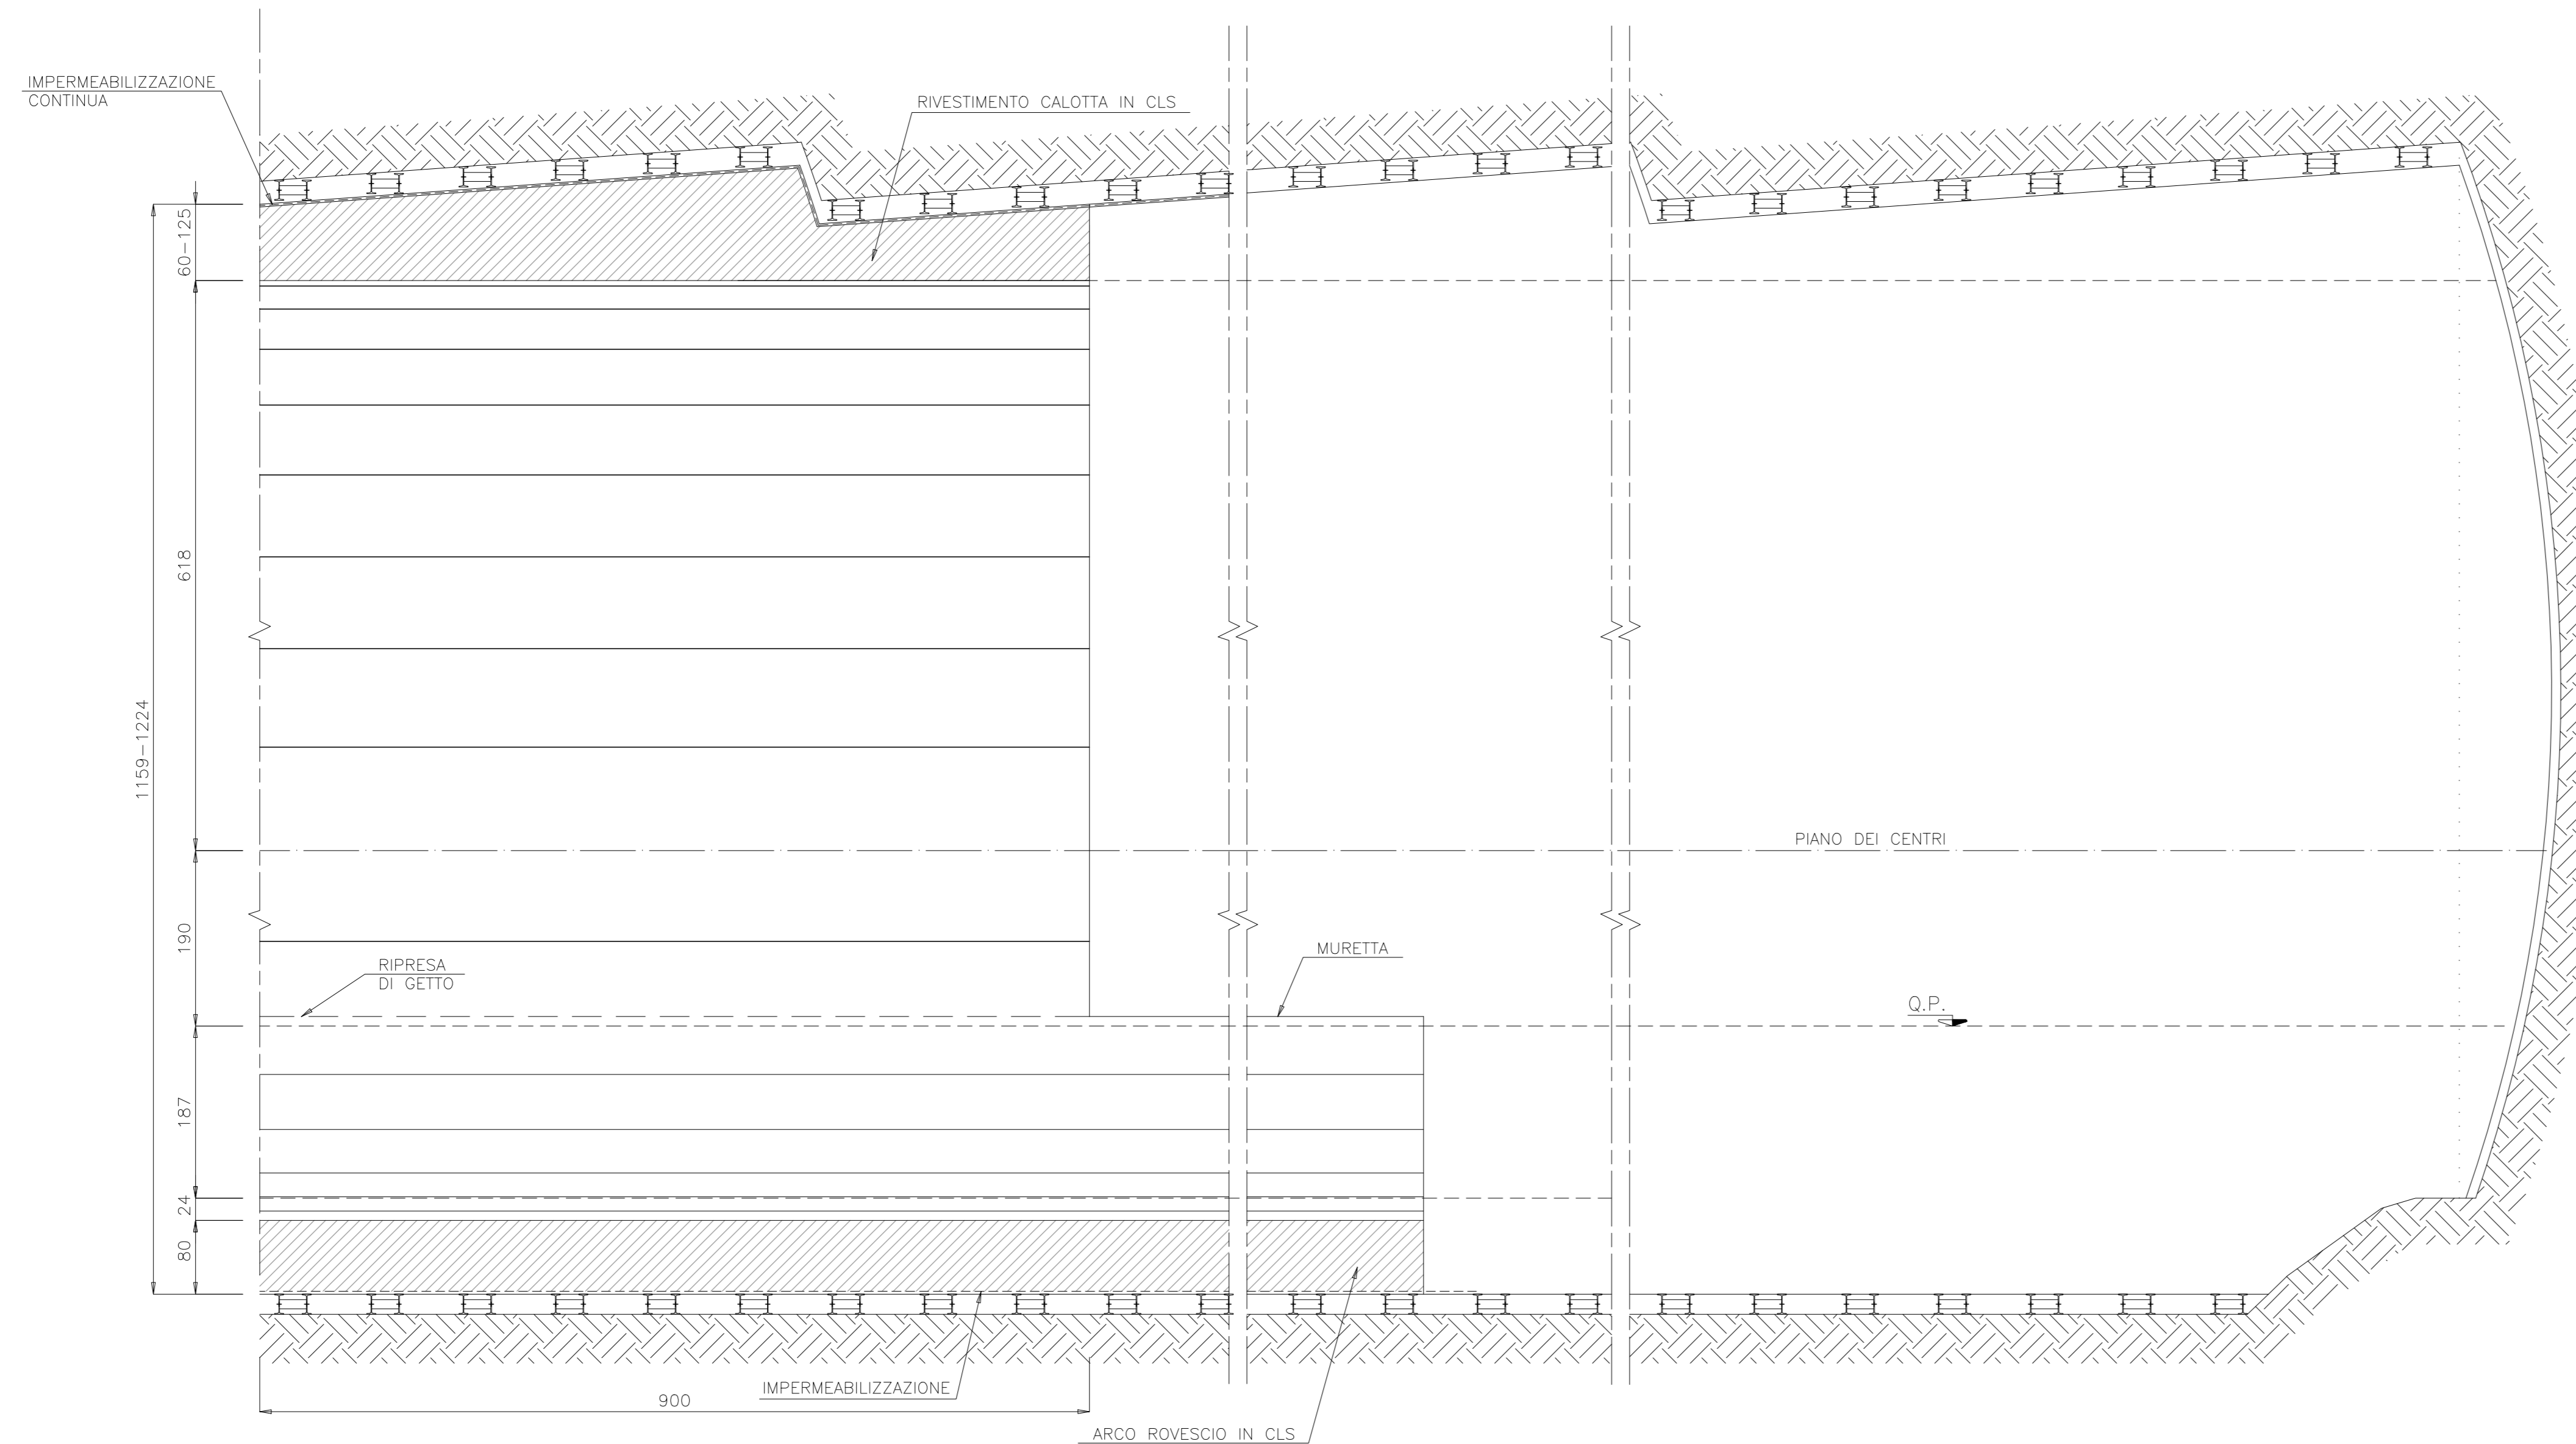 IMPERMEABILIZZAZIONE
CONTINUA
RIVESTIMENTO CALOTTA IN CLS
60-125
618
1159-1224
PIANO DEI CENTRI
190
RIPRESA
DI GETTO
MURETTA
Q.P.
187
24
80
IMPERMEABILIZZAZIONE
900
ARCO ROVESCIO IN CLS